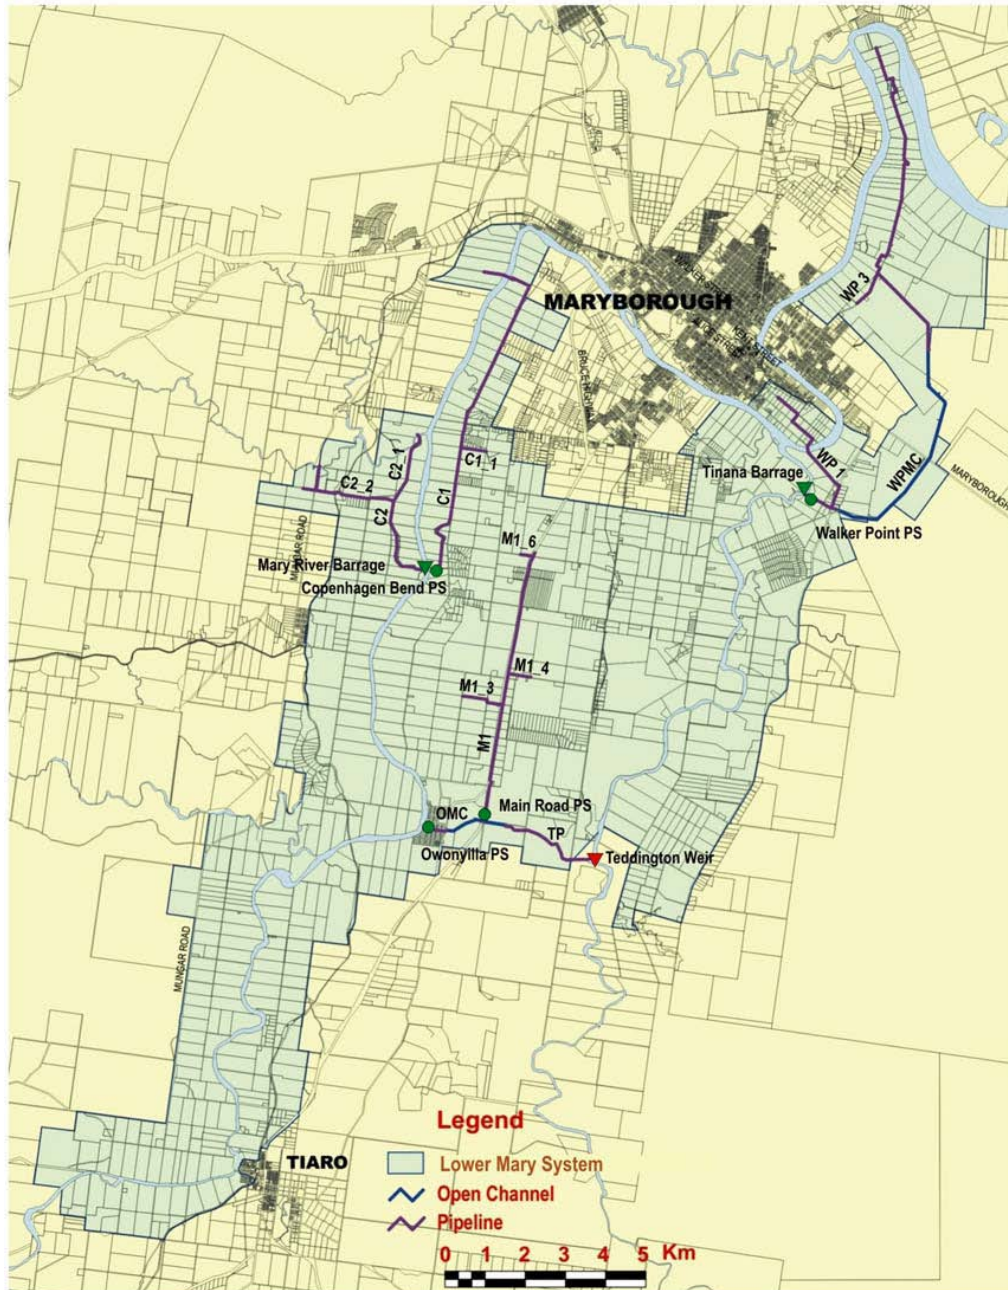 WP 3
MARYBOROUGH
KENT STREET
BRUCE HIGHWAY
C2_1
C1_1
WP 1
WPMC
Tinana Barrage
MARYBOROUGH
C2_2
C2
C1
Walker Point PS
M1_6
Mary River Barrage
Copenhagen Bend PS
M1_4
M1_3
M1
Main Road PS
OMC
TP
Owonyilla PS
Teddington Weir
MUNGAR ROAD
TIARO
Legend
Lower Mary System
Open Channel
Pipeline
0 1 2 3 4 5 Km